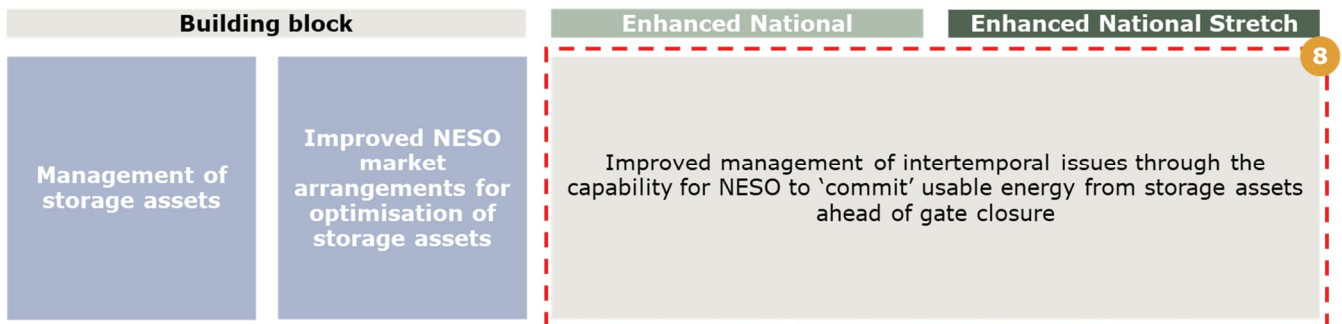 Building block
Enhanced National
Enhanced National Stretch
8
Management of
storage assets
Improved NESO
market
arrangements for
optimisation of
storage assets
Improved management of intertemporal issues through the
capability for NESO to ‘commit’ usable energy from storage assets
ahead of gate closure